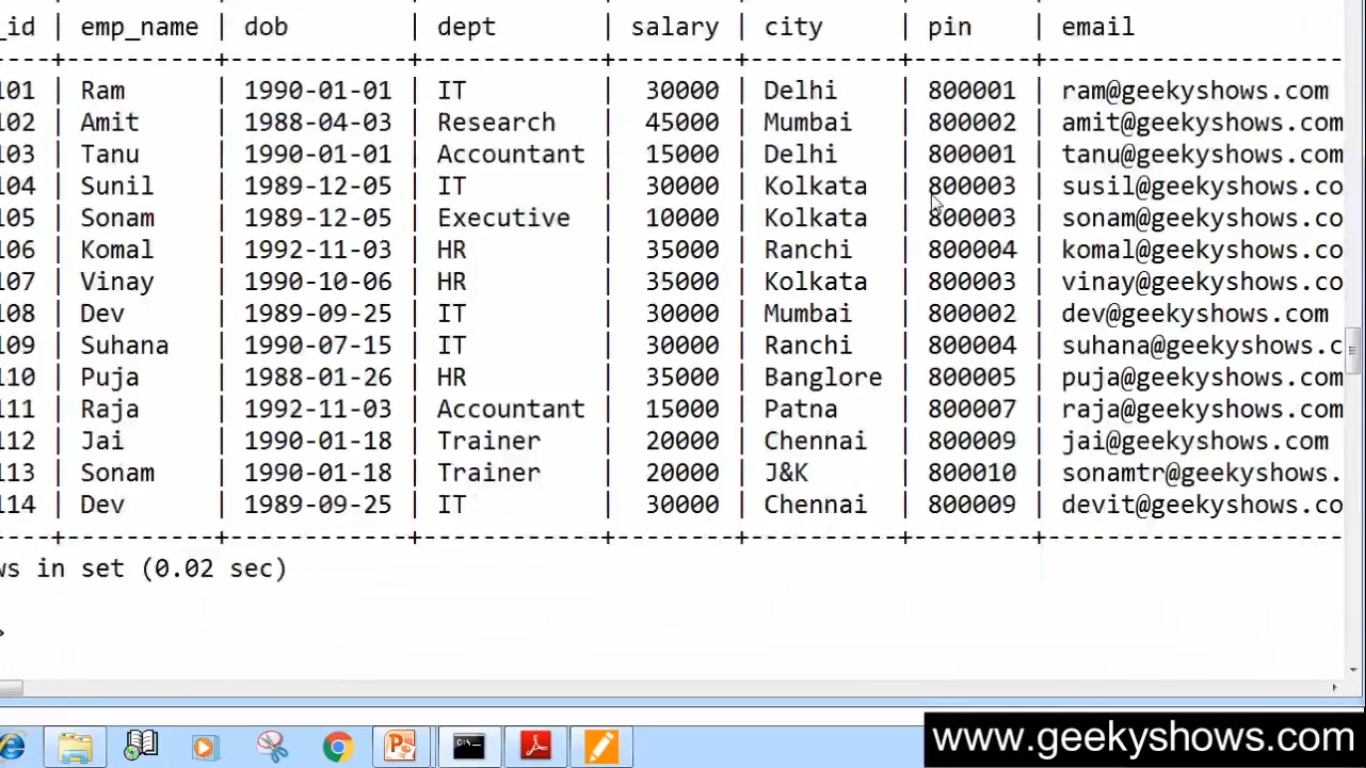 _id | emp_name | dob | dept | salary | city | pin | email
----+----------+------------+------------+--------+----------+--------+---------------------
101 | Ram | 1990-01-01 | IT | 30000 | Delhi | 800001 | ram@geekyshows.com
102 | Amit | 1988-04-03 | Research | 45000 | Mumbai | 800002 | amit@geekyshows.com
103 | Tanu | 1990-01-01 | Accountant | 15000 | Delhi | 800001 | tanu@geekyshows.com
104 | Sunil | 1989-12-05 | IT | 30000 | Kolkata | 800003 | susil@geekyshows.co
105 | Sonam | 1989-12-05 | Executive | 10000 | Kolkata | 800003 | sonam@geekyshows.co
106 | Komal | 1992-11-03 | HR | 35000 | Ranchi | 800004 | komal@geekyshows.co
107 | Vinay | 1990-10-06 | HR | 35000 | Kolkata | 800003 | vinay@geekyshows.co
108 | Dev | 1989-09-25 | IT | 30000 | Mumbai | 800002 | dev@geekyshows.com
109 | Suhana | 1990-07-15 | IT | 30000 | Ranchi | 800004 | suhana@geekyshows.c
110 | Puja | 1988-01-26 | HR | 35000 | Banglore | 800005 | puja@geekyshows.com
111 | Raja | 1992-11-03 | Accountant | 15000 | Patna | 800007 | raja@geekyshows.com
112 | Jai | 1990-01-18 | Trainer | 20000 | Chennai | 800009 | jai@geekyshows.com
113 | Sonam | 1990-01-18 | Trainer | 20000 | J&K | 800010 | sonamtr@geekyshows.
114 | Dev | 1989-09-25 | IT | 30000 | Chennai | 800009 | devit@geekyshows.co
----+----------+------------+------------+--------+----------+--------+---------------------
ws in set (0.02 sec)
>
C:\.
www.geekyshows.com